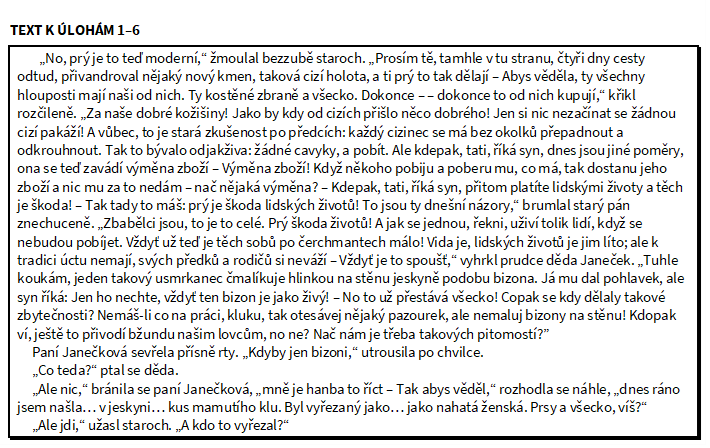 TEXT K ÚLOHÁM 1–6
„No, prý je to teď moderní,“ žmoulal bezzubě staroch. „Prosím tě, tamhle v tu stranu, čtyři dny cesty
odtud, přivandroval nějaký nový kmen, taková cizí holota, a ti prý to tak dělají – Abys věděla, ty všechny
hlouposti mají naši od nich. Ty kostěné zbraně a všecko. Dokonce – – dokonce to od nich kupují,“ křikl
rozčileně. „Za naše dobré kožišiny! Jako by kdy od cizích přišlo něco dobrého! Jen si nic nezačínat se žádnou
cizí pakáží! A vůbec, to je stará zkušenost po předcích: každý cizinec se má bez okolků přepadnout a
odkrouhnout. Tak to bývalo odjakživa: žádné cavyky, a pobít. Ale kdepak, tati, říká syn, dnes jsou jiné poměry,
ona se teď zavádí výměna zboží – Výměna zboží! Když někoho pobiju a poberu mu, co má, tak dostanu jeho
zboží a nic mu za to nedám – nač nějaká výměna? – Kdepak, tati, říká syn, přitom platíte lidskými životy a těch
je škoda! – Tak tady to máš: prý je škoda lidských životů! To jsou ty dnešní názory,“ brumlal starý pán
znechuceně. „Zbabělci jsou, to je to celé. Prý škoda životů! A jak se jednou, řekni, uživí tolik lidí, když se
nebudou pobíjet. Vždyť už teď je těch sobů po čerchmantech málo! Vida je, lidských životů je jim líto; ale k
tradici úctu nemají, svých předků a rodičů si neváží – Vždyť je to spoušť,“ vyhrkl prudce děda Janeček. „Tuhle
koukám, jeden takový usmrkanec čmalíkuje hlinkou na stěnu jeskyně podobu bizona. Já mu dal pohlavek, ale
syn říká: Jen ho nechte, vždyť ten bizon je jako živý! – No to už přestává všecko! Copak se kdy dělaly takové
zbytečnosti? Nemáš-li co na práci, kluku, tak otesávej nějaký pazourek, ale nemaluj bizony na stěnu! Kdopak
ví, ještě to přivodí bžundu našim lovcům, no ne? Nač nám je třeba takových pitomostí?“
Paní Janečková sevřela přísně rty. „Kdyby jen bizoni,“ utrousila po chvilce.
„Co teda?“ ptal se děda.
„Ale nic,“ bránila se paní Janečková, „mně je hanba to říct – Tak abys věděl,“ rozhodla se náhle, „dnes ráno
jsem našla… v jeskyni… kus mamutího klu. Byl vyřezaný jako… jako nahatá ženská. Prsy a všecko, víš?“
„Ale jdi,“ užasl staroch. „A kdo to vyřezal?“